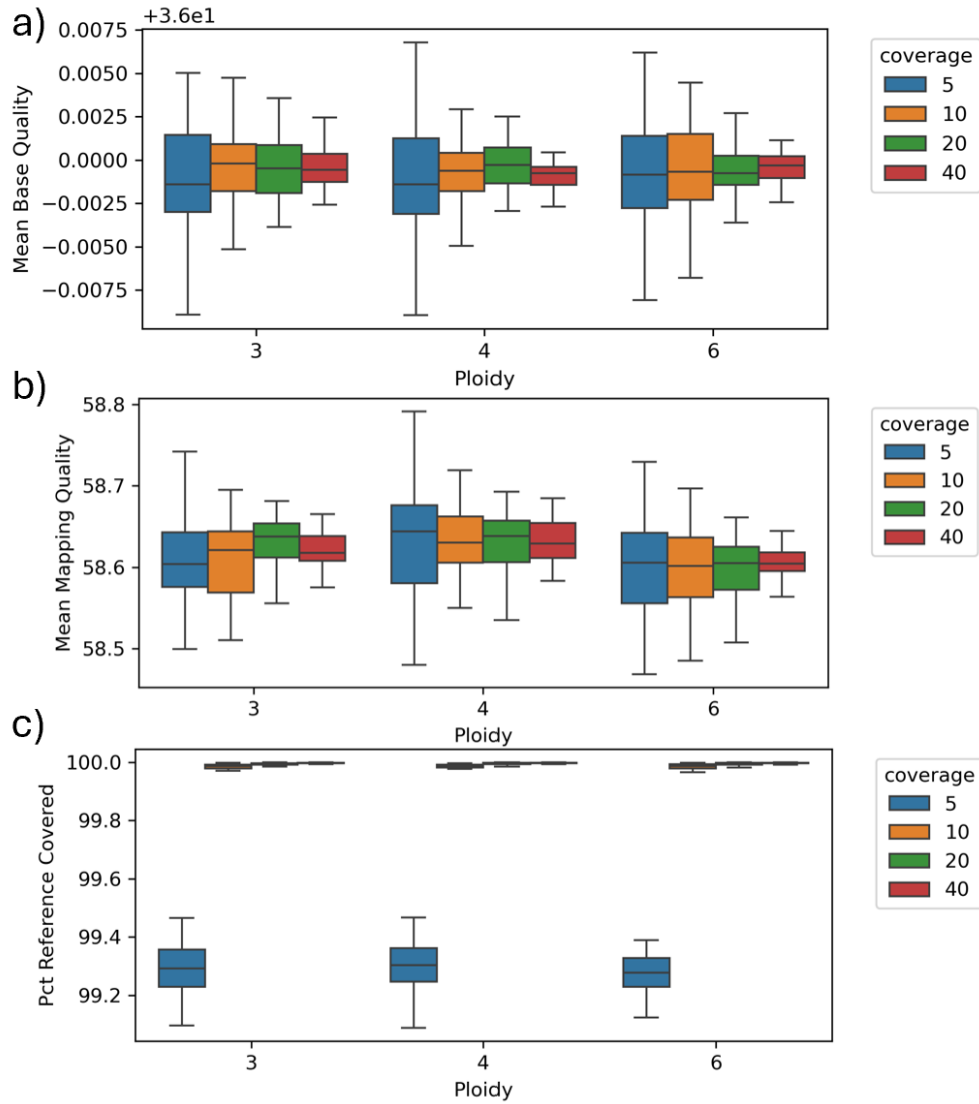 a)
+3.6e1
0.0075
0.0050
0.0025
0.0000
−0.0025
−0.0050
−0.0075
Mean Base Quality
3 4 6
Ploidy
coverage
5
10
20
40
b)
58.8
58.7
58.6
58.5
Mean Mapping Quality
3 4 6
Ploidy
coverage
5
10
20
40
c)
100.0
99.8
99.6
99.4
99.2
Pct Reference Covered
3 4 6
Ploidy
coverage
5
10
20
40